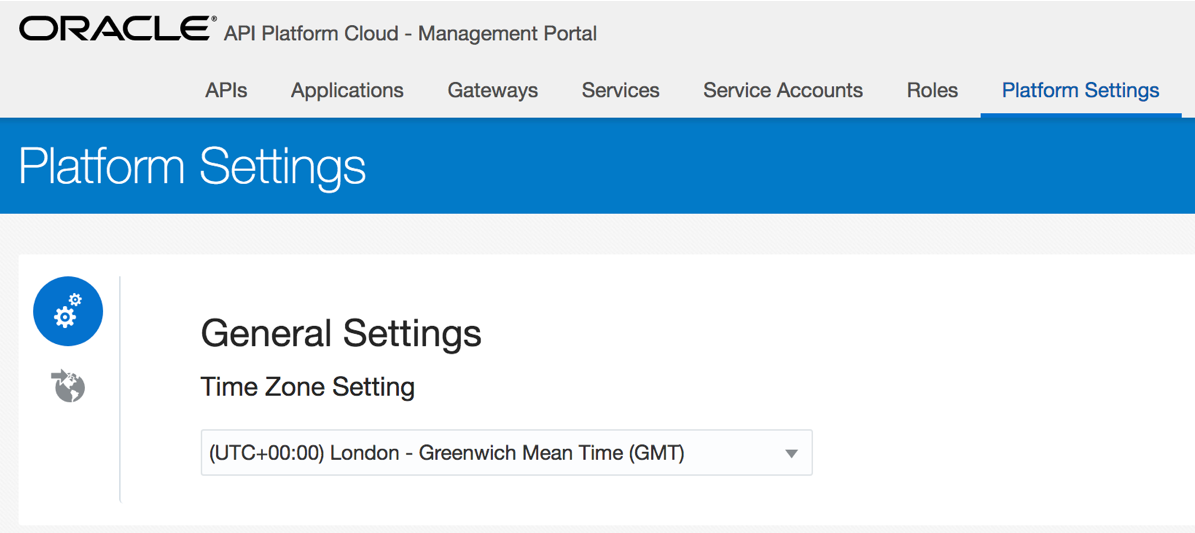 ORACLE® API Platform Cloud - Management Portal
APIs Applications Gateways Services Service Accounts Roles Platform Settings
Platform Settings
General Settings
Time Zone Setting
(UTC+00:00) London - Greenwich Mean Time (GMT)